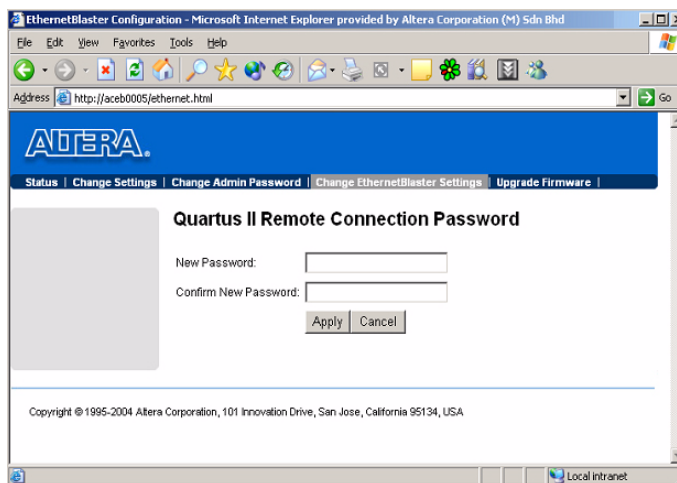 EthernetBlaster Configuration - Microsoft Internet Explorer provided by Altera Corporation (M) Sdn Bhd
File Edit View Favorites Tools Help
Address http://aceb0005/ethernet.html Go
ALTERA.
Status | Change Settings | Change Admin Password | Change EthernetBlaster Settings | Upgrade Firmware |
Quartus II Remote Connection Password
New Password:
Confirm New Password:
Apply Cancel
Copyright © 1995-2004 Altera Corporation, 101 Innovation Drive, San Jose, California 95134, USA
Local intranet